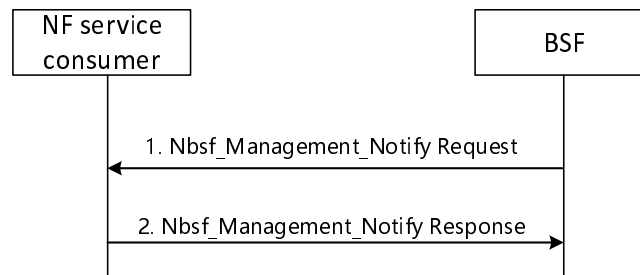 NF service
consumer
BSF
1. Nbsf_Management_Notify Request
2. Nbsf_Management_Notify Response